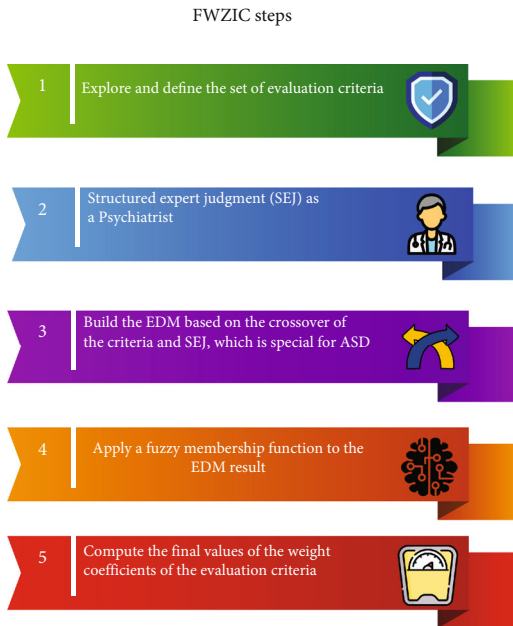 FWZIC steps
1
Explore and define the set of evaluation criteria
2
Structured expert judgment (SEJ) as
a Psychiatrist
3
Build the EDM based on the crossover of
the criteria and SEJ, which is special for ASD
4
Apply a fuzzy membership function to the
EDM result
5
Compute the final values of the weight
coefficients of the evaluation criteria